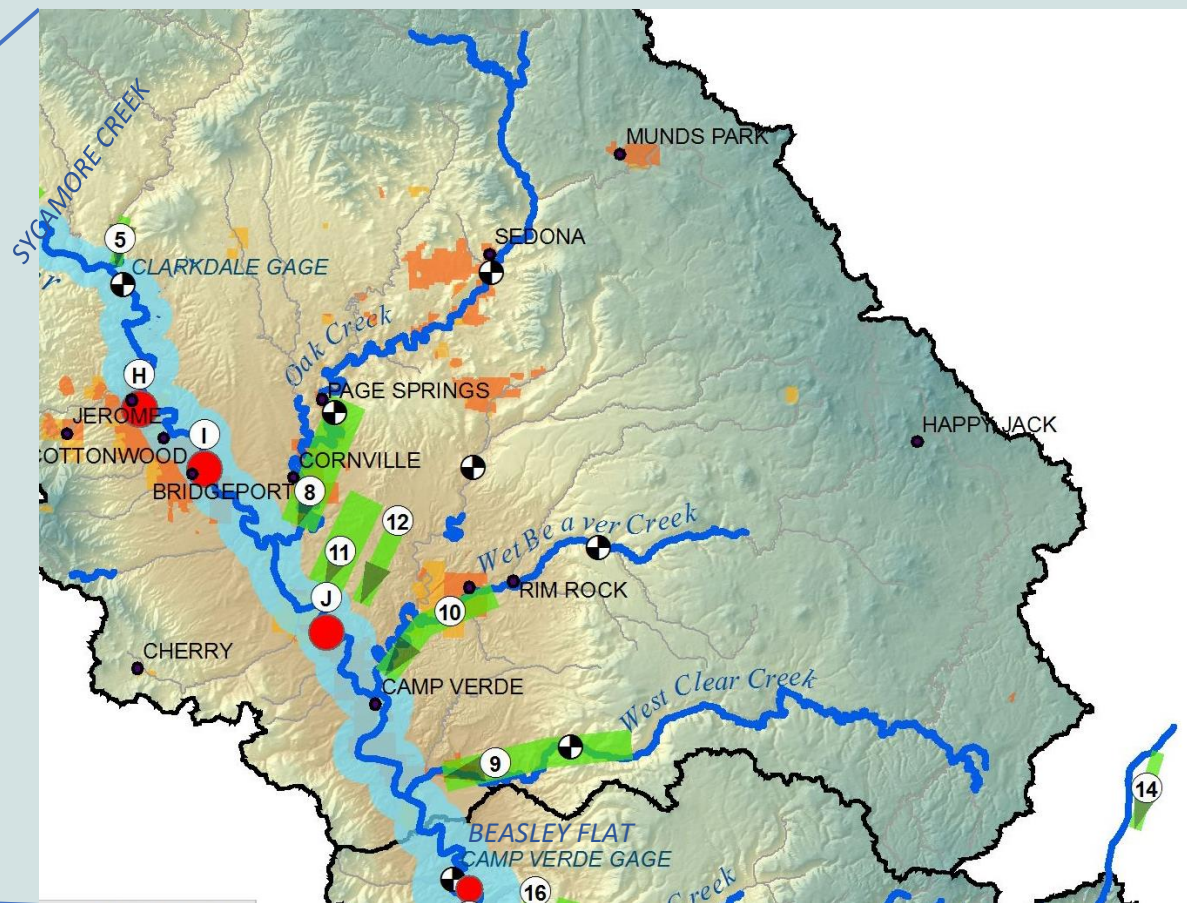 MUNDS PARK
SYCAMORE CREEK
SEDONA
5
CLARKDALE GAGE
r
Oak Creek
H
PAGE SPRINGS
JEROME
I
HAPPY JACK
COTTONWOOD
CORNVILLE
BRIDGEPORT
8
12
Wet Beaver Creek
11
RIM ROCK
J
10
CHERRY
CAMP VERDE
West Clear Creek
9
14
BEASLEY FLAT
CAMP VERDE GAGE
16
Creek